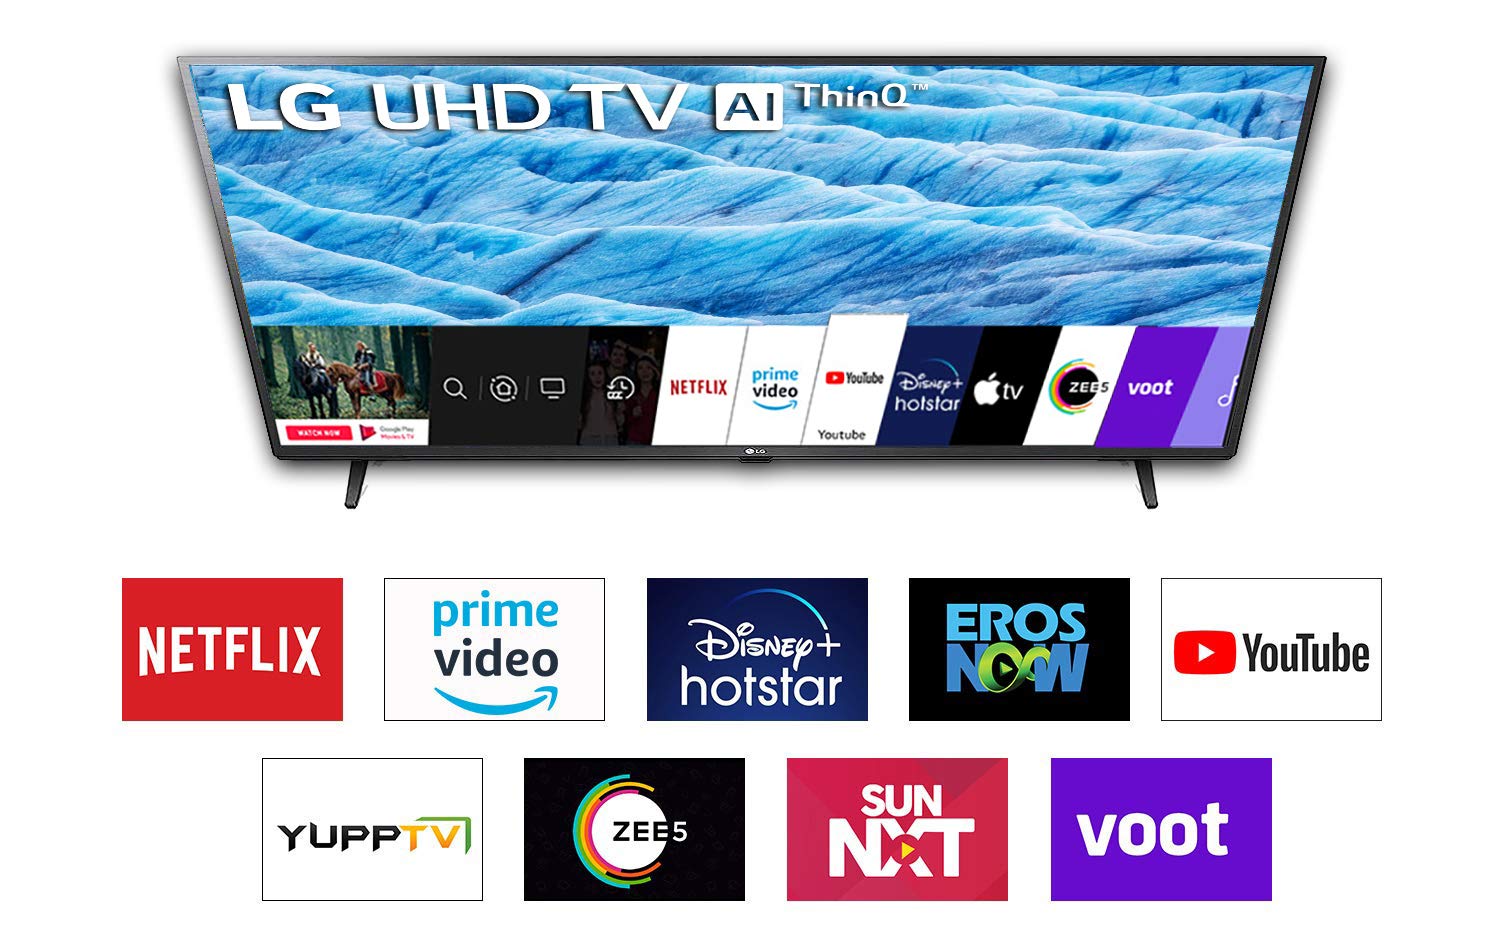 LG UHD TV AI ThinQ™
WATCH NOW
Google Play
Movies & TV
NETFLIX
prime
video
YouTube
Youtube
Disney+
hotstar
tv
ZEE5
voot
LG
NETFLIX
prime
video
Disney+
hotstar
EROS
NOW
YouTube
YUPPTV
ZEE5
SUN
NXT
voot